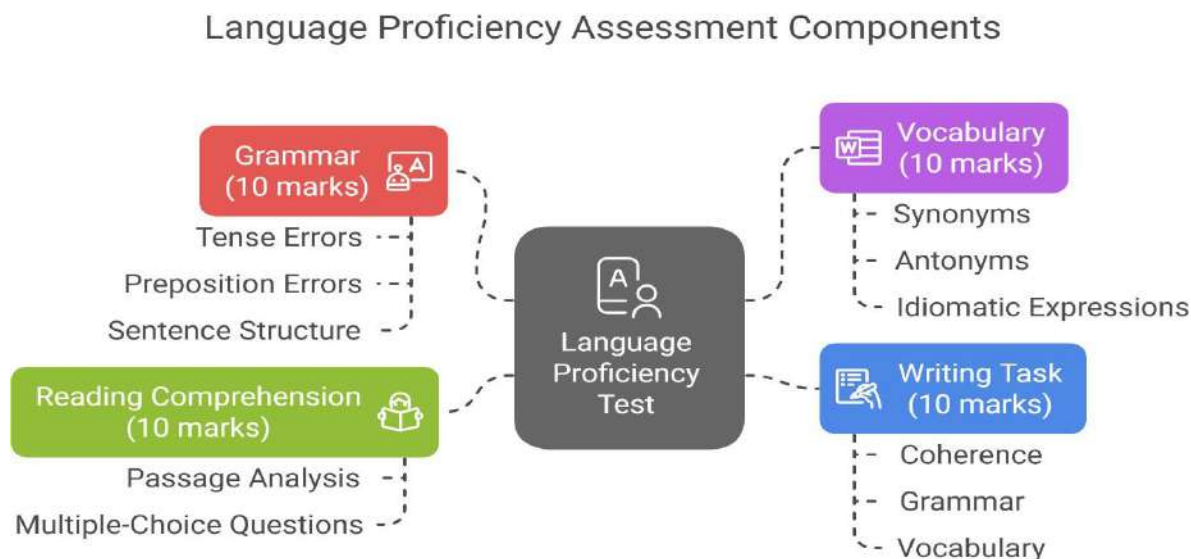 Language Proficiency Assessment Components
Grammar
(10 marks)
A
Tense Errors
Preposition Errors
Sentence Structure
Reading Comprehension
(10 marks)
Passage Analysis
Multiple-Choice Questions
A
Language
Proficiency
Test
W
Vocabulary
(10 marks)
Synonyms
Antonyms
Idiomatic Expressions
Writing Task
(10 marks)
Coherence
Grammar
Vocabulary